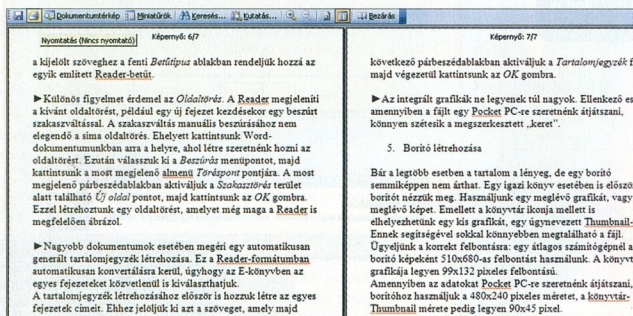 Dokumentumtérkép Miniatűrök Keresés... Kutatás... Bezárás
Nyomtatás (Nincs nyomtató) Képernyő: 6/7
a kijelölt szöveghez a fenti Betűtípus ablakban rendeljük hozzá az
egyik említett Reader-betűt.
►Különös figyelmet érdemel az Oldaltörés. A Reader megjeleníti
a kívánt oldaltörést, például egy új fejezet kezdésekor egy beszúrt
szakaszváltással. A szakaszváltás manuális beszúrásához nem
elegendő a sima oldaltörés. Ehelyett kattintsunk Word-
dokumentumunkban arra a helyre, ahol létre szeretnénk hozni az
oldaltörést. Ezután válasszuk ki a Beszúrás menüpontot, majd
kattintsunk a most megjelenő almenü Töréspont pontjára. A most
megjelenő párbeszédablakban aktiváljuk a Szakasztörés terület
alatt található Új oldal pontot, majd kattintsunk az OK gombra.
Ezzel létrehoztunk egy oldaltörést, amelyet még maga a Reader is
megfelelően ábrázol.
►Nagyobb dokumentumok esetében megéri egy automatikusan
generált tartalomjegyzék létrehozása. Ez a Reader-formátumban
automatikusan konvertálásra kerül, úgyhogy az E-könyvben az
egyes fejezeteket közvetlenül is kiválaszthatjuk.
A tartalomjegyzék létrehozásához először is hozzuk létre az egyes
fejezetek címeit. Ehhez jelöljük ki azt a szöveget, amely majd
Képernyő: 7/7
következő párbeszédablakban aktiváljuk a Tartalomjegyzék f
majd végezetül kattintsunk az OK gombra.
►Az integrált grafikák ne legyenek túl nagyok. Ellenkező es
amennyiben a fájlt egy Pocket PC-re szeretnénk átjátszani,
könnyen szétesik a megszerkesztett „keret”.
5. Borító létrehozása
Bár a legtöbb esetben a tartalom a lényeg, de egy borító
semmiképpen nem árthat. Egy igazi könyv esetében is először
borítót nézzük meg. Használjunk egy meglévő grafikát, vagy
meglévő képet. Emellett a könyvtár ikonja mellett is
elhelyezhetünk egy kis grafikát, egy úgynevezett Thumbnail-
Ennek segítségével sokkal könnyebben megtalálható a fájl.
Ügyeljünk a korrekt felbontásra: egy átlagos számítógépnél a
borító képeként 510x680-as felbontást használunk. A könyvt
grafikája legyen 99x132 pixeles felbontású.
Amennyiben az adatokat Pocket PC-re szeretnénk átjátszani,
borítóhoz használjuk a 480x240 pixeles méretet, a könyvtár-
Thumbnail mérete pedig legyen 90x45 pixel.